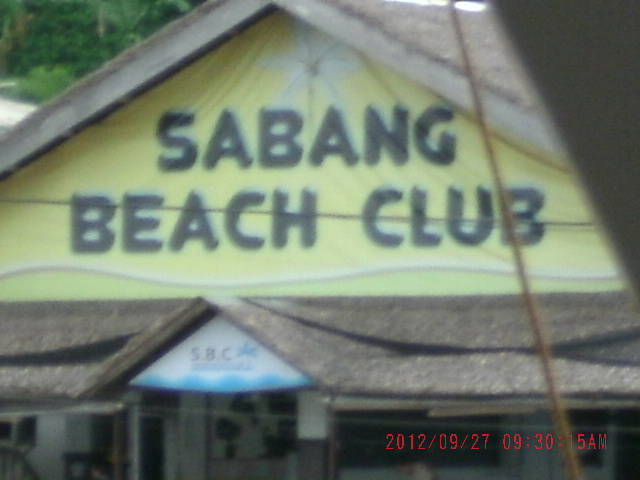 SABANG
BEACH CLUB
S.B.C
2012/09/27 09:30:15AM